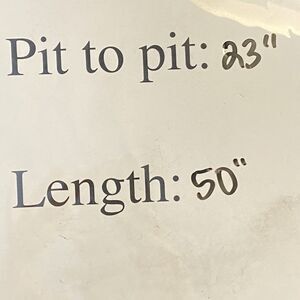 Pit to pit: 23"
Length: 50"